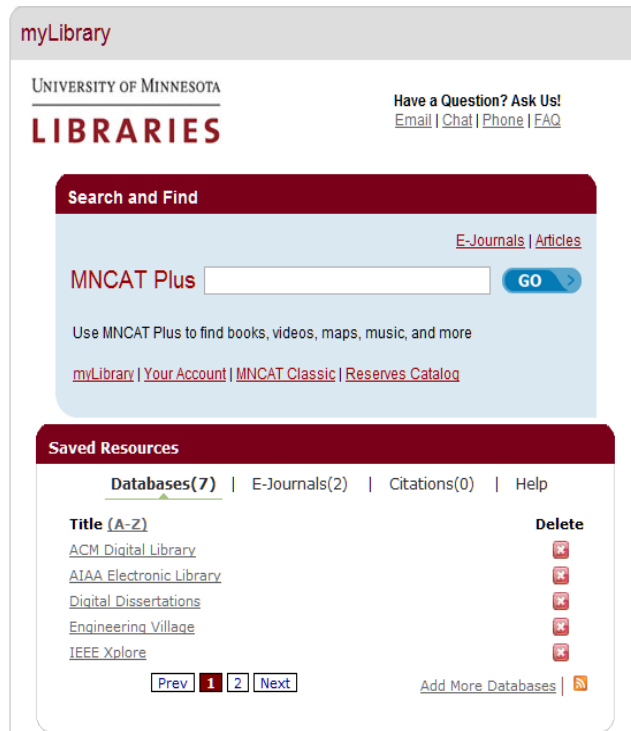 myLibrary
UNIVERSITY OF MINNESOTA
LIBRARIES
Have a Question? Ask Us!
Email | Chat | Phone | FAQ
Search and Find
E-Journals | Articles
MNCAT Plus GO >
Use MNCAT Plus to find books, videos, maps, music, and more
myLibrary | Your Account | MNCAT Classic | Reserves Catalog
Saved Resources
Databases(7) | E-Journals(2) | Citations(0) | Help
Title (A-Z) Delete
ACM Digital Library
AIAA Electronic Library
Digital Dissertations
Engineering Village
IEEE Xplore
Prev 1 2 Next Add More Databases |